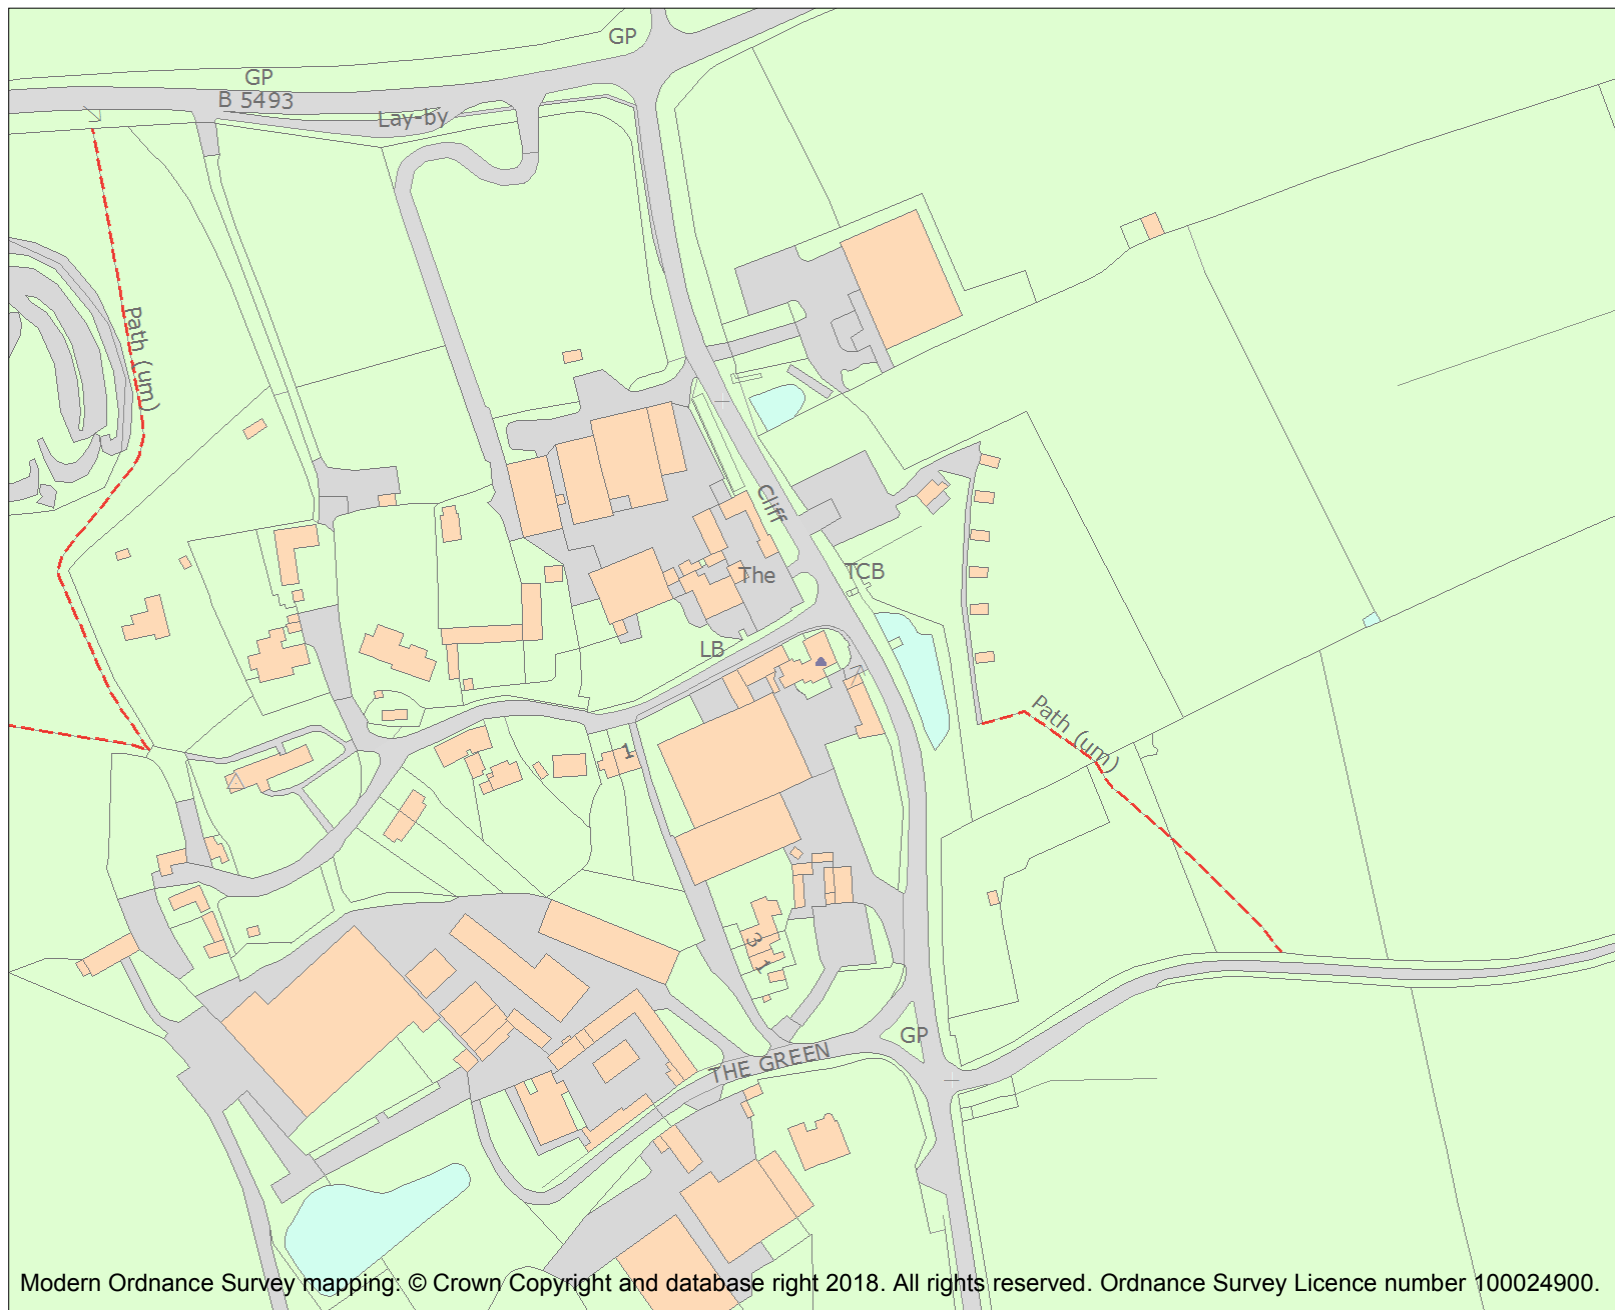 GP
GP
B 5493
Lay-by
Path (um)
Cliff
The
TCB
LB
1
Path (um)
3
1
GP
THE GREEN
Modern Ordnance Survey mapping: © Crown Copyright and database right 2018. All rights reserved. Ordnance Survey Licence number 100024900.